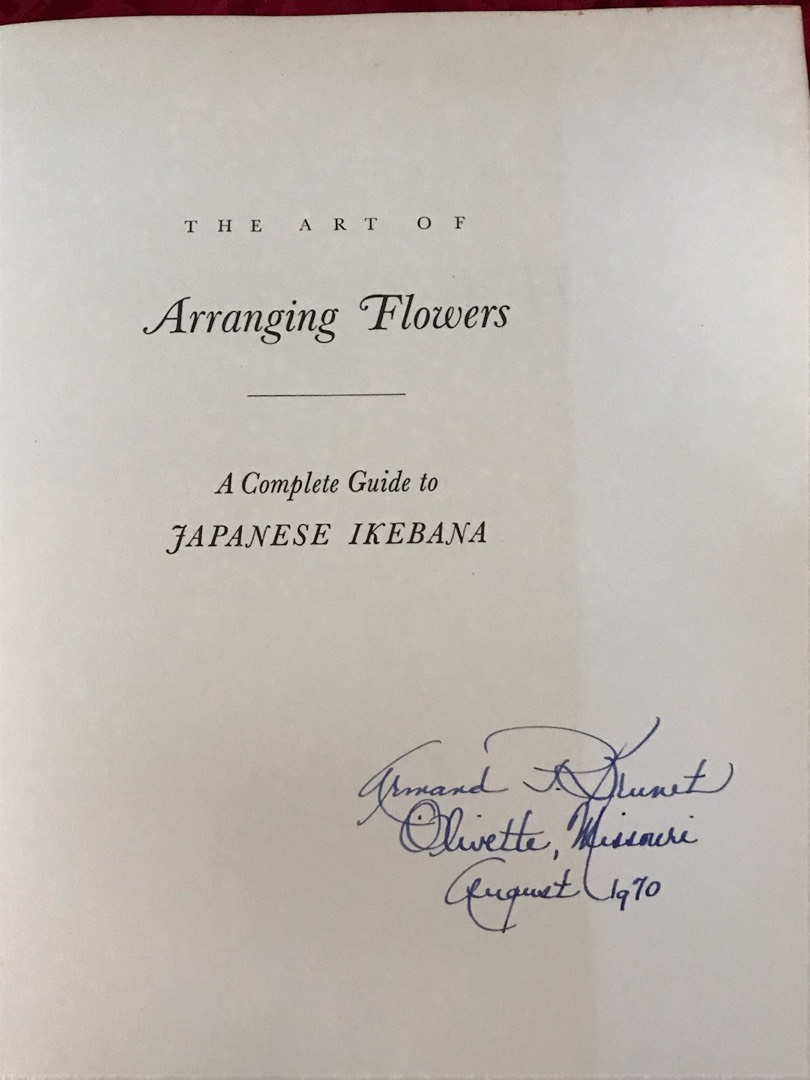 THE ART OF
Arranging Flowers
A Complete Guide to
JAPANESE IKEBANA
Armand
Olivette, Missouri
August 1970